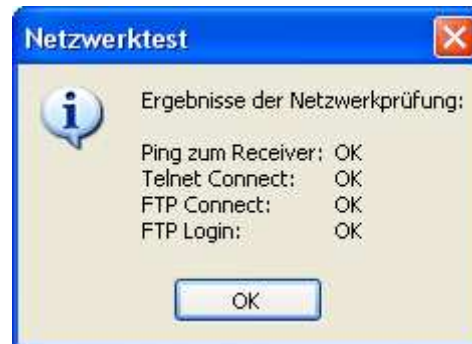 Netzwerktest
Ergebnisse der Netzwerkprüfung:
Ping zum Receiver: OK
Telnet Connect: OK
FTP Connect: OK
FTP Login: OK
OK